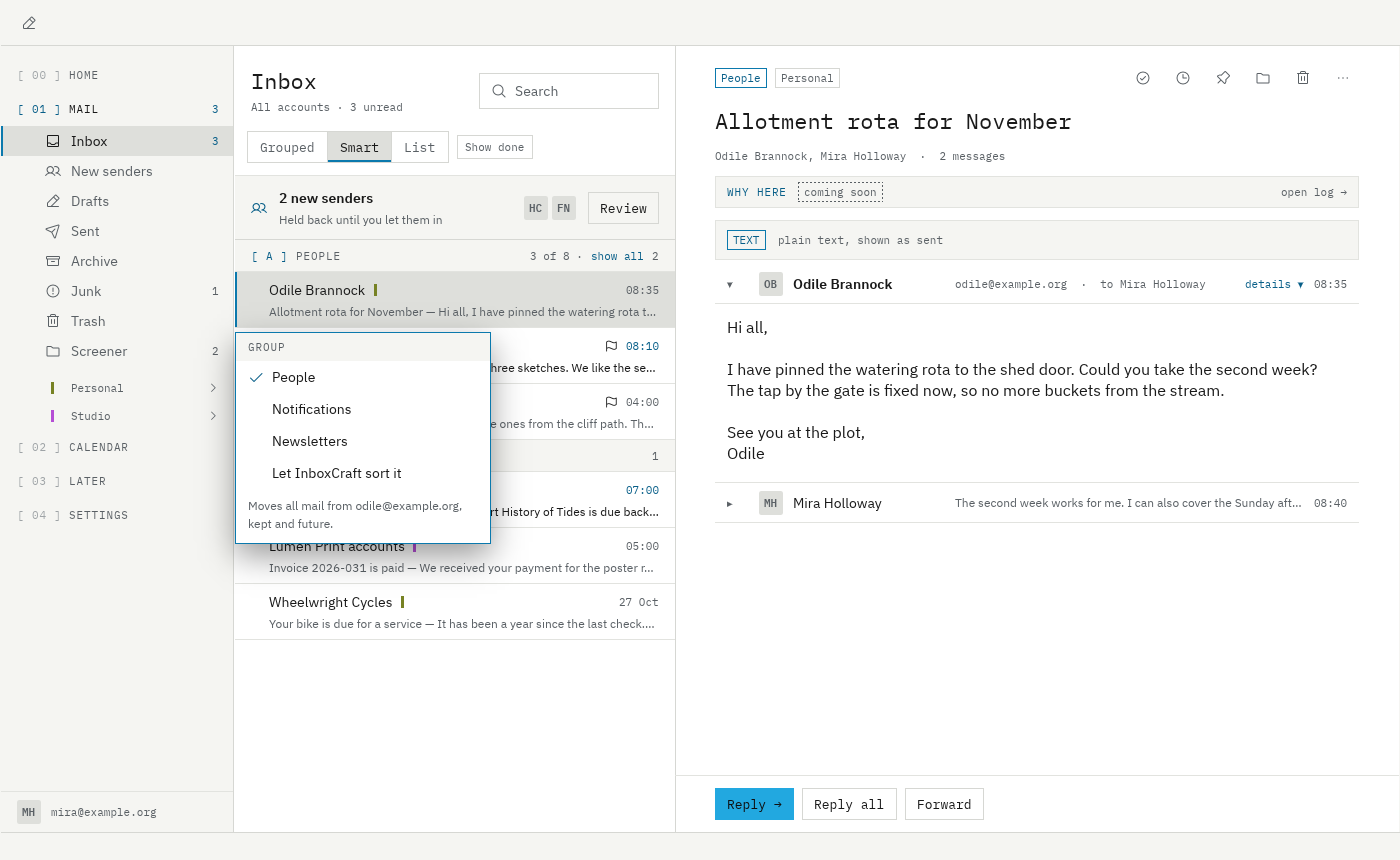 [ 00 ] HOME
[ 01 ] MAIL 3
Inbox 3
New senders
Drafts
Sent
Archive
Junk 1
Trash
Screener 2
Personal
Studio
[ 02 ] CALENDAR
[ 03 ] LATER
[ 04 ] SETTINGS
MH mira@example.org
Inbox
All accounts · 3 unread
Search
Grouped Smart List Show done
2 new senders
Held back until you let them in
HC FN Review
[ A ] PEOPLE 3 of 8 · show all 2
Odile Brannock 08:35
Allotment rota for November — Hi all, I have pinned the watering rota t…
08:10
hree sketches. We like the se…
04:00
e ones from the cliff path. Th…
1
07:00
rt History of Tides is due back…
Lumen Print accounts 05:00
Invoice 2026-031 is paid — We received your payment for the poster r…
Wheelwright Cycles 27 Oct
Your bike is due for a service — It has been a year since the last check.…
GROUP
People
Notifications
Newsletters
Let InboxCraft sort it
Moves all mail from odile@example.org,
kept and future.
People Personal
Allotment rota for November
Odile Brannock, Mira Holloway · 2 messages
WHY HERE coming soon open log →
TEXT plain text, shown as sent
▾ OB Odile Brannock odile@example.org · to Mira Holloway details ▾ 08:35
Hi all,
I have pinned the watering rota to the shed door. Could you take the second week?
The tap by the gate is fixed now, so no more buckets from the stream.
See you at the plot,
Odile
▸ MH Mira Holloway The second week works for me. I can also cover the Sunday aft… 08:40
Reply → Reply all Forward